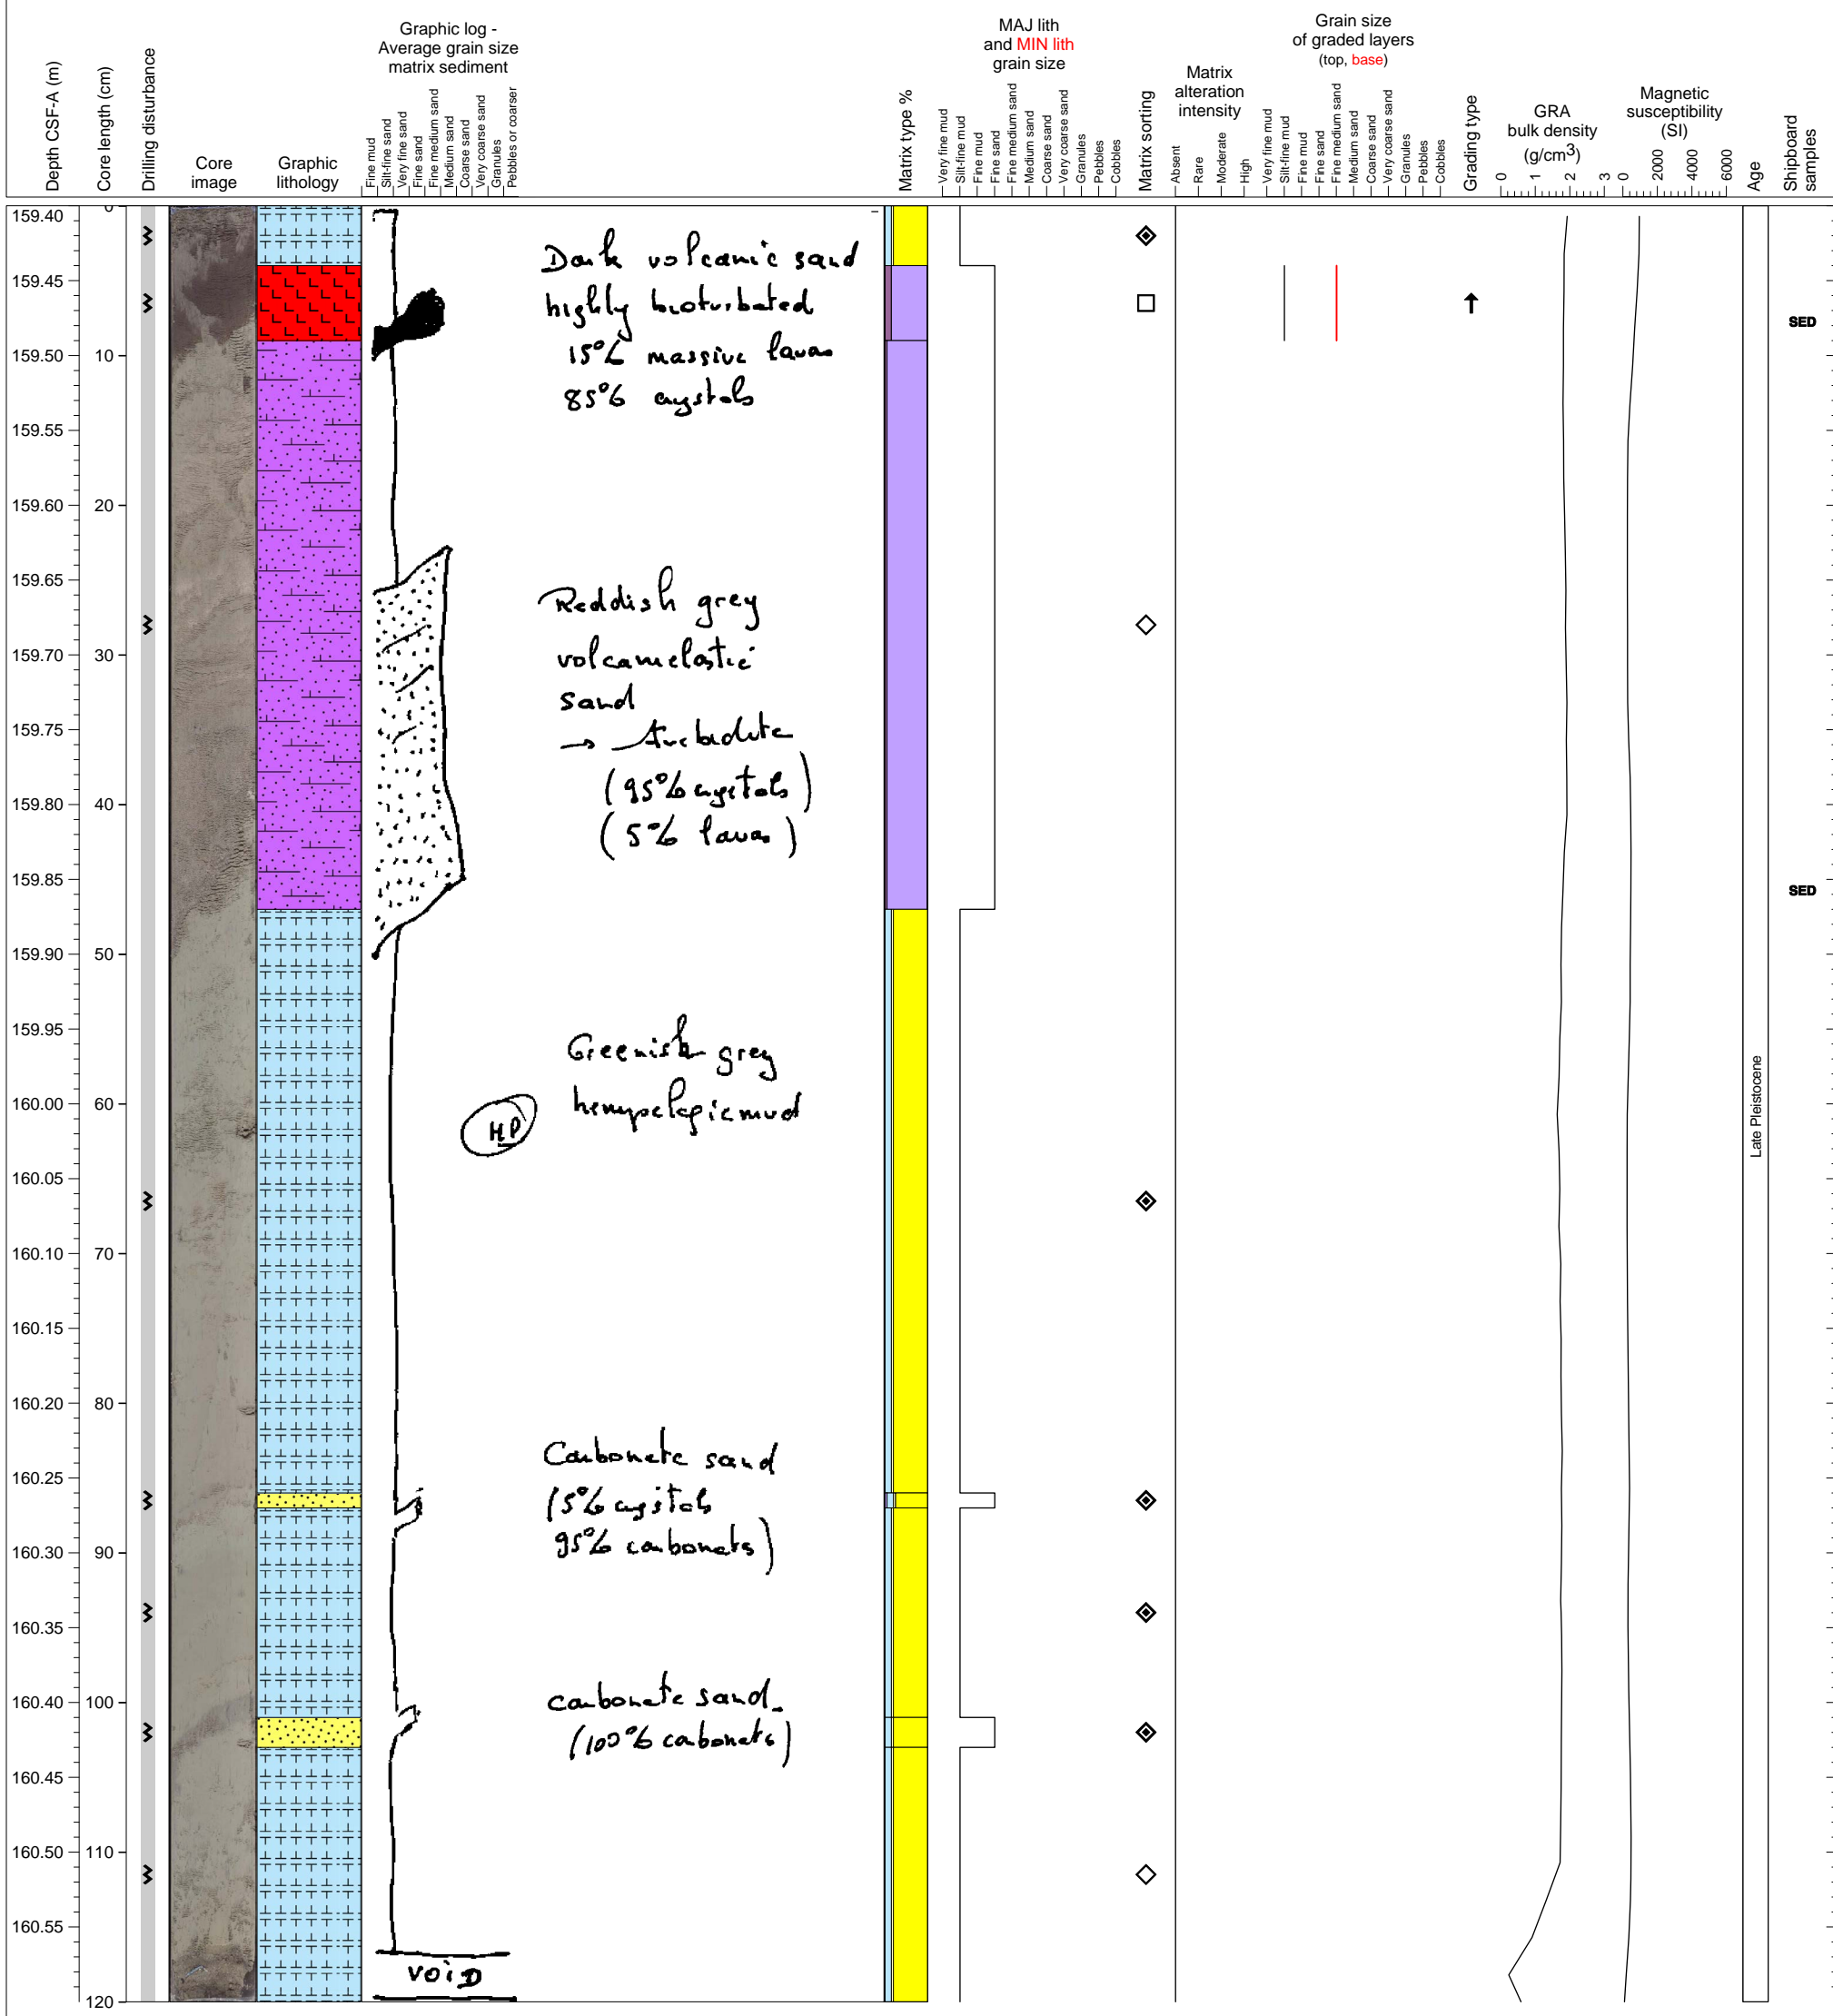 Depth CSF-A (m)
Core length (cm)
Drilling disturbance
Core
image
Graphic
lithology
Graphic log -
Average grain size
matrix sediment
Fine mud
Silt-fine sand
Very fine sand
Fine sand
Fine medium sand
Medium sand
Coarse sand
Very coarse sand
Granules
Pebbles or coarser
Matrix type %
MAJ lith
and MIN lith
grain size
Very fine mud
Silt-fine mud
Fine mud
Fine sand
Fine medium sand
Medium sand
Coarse sand
Very coarse sand
Granules
Pebbles
Cobbles
Matrix sorting
Matrix
alteration
intensity
Absent
Rare
Moderate
High
Grain size
of graded layers
(top, base)
Very fine mud
Silt-fine mud
Fine mud
Fine sand
Fine medium sand
Medium sand
Coarse sand
Very coarse sand
Granules
Pebbles
Cobbles
Grading type
GRA
bulk density
(g/cm3)
0 1 2 3
Magnetic
susceptibility
(SI)
0 2000 4000 6000
Age
Shipboard
samples
159.40
159.45
159.50
159.55
159.60
159.65
159.70
159.75
159.80
159.85
159.90
159.95
160.00
160.05
160.10
160.15
160.20
160.25
160.30
160.35
160.40
160.45
160.50
160.55
0
10
20
30
40
50
60
70
80
90
100
110
120
Dark volcanic sand
highly bioturbated
15% massive lavas
85% crystals
Reddish grey
volcaniclastic
sand
→ turbidite
(95% crystals)
(5% lavas)
Greenish grey
hemipelagic mud
HP
Carbonate sand
(5% crystals
95% carbonats)
carbonate sand.
(100% carbonats)
VOID
SED
SED
Late Pleistocene